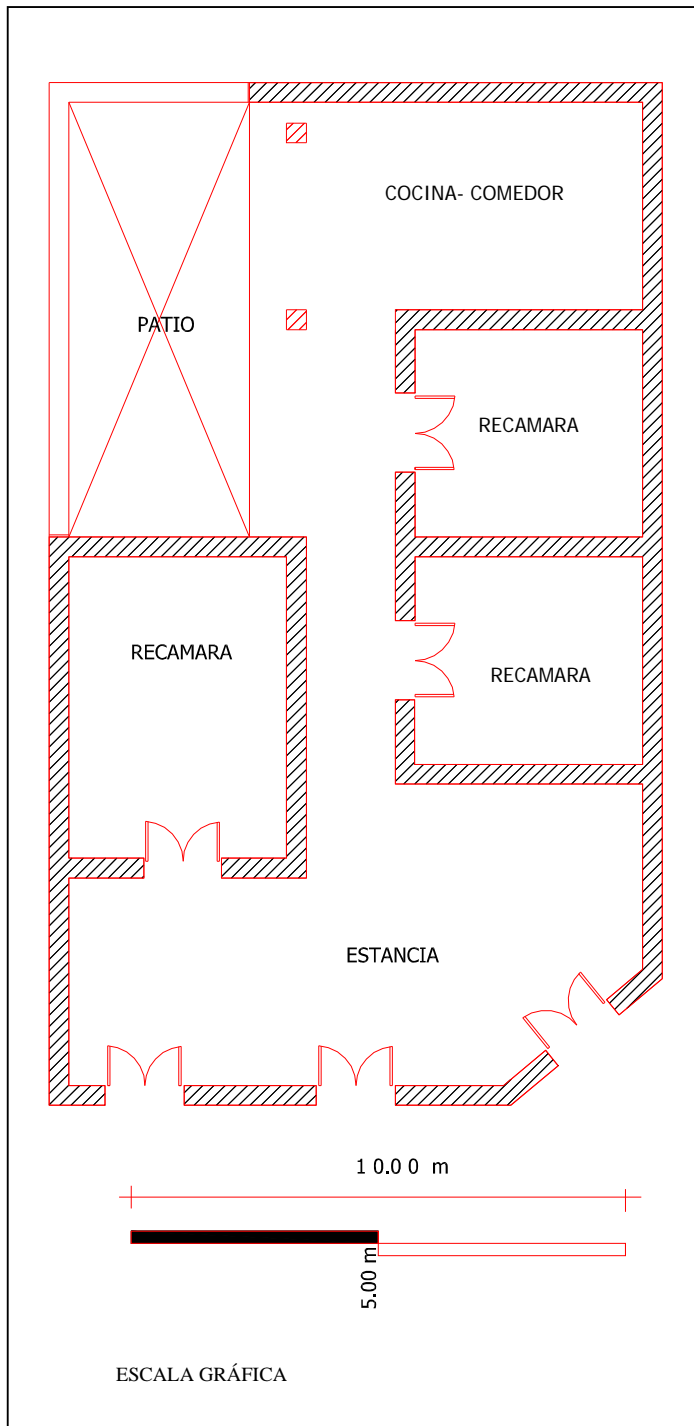 COCINA- COMEDOR
PATIO
RECAMARA
RECAMARA
RECAMARA
ESTANCIA
10.00 m
5.00 m
ESCALA GRÁFICA